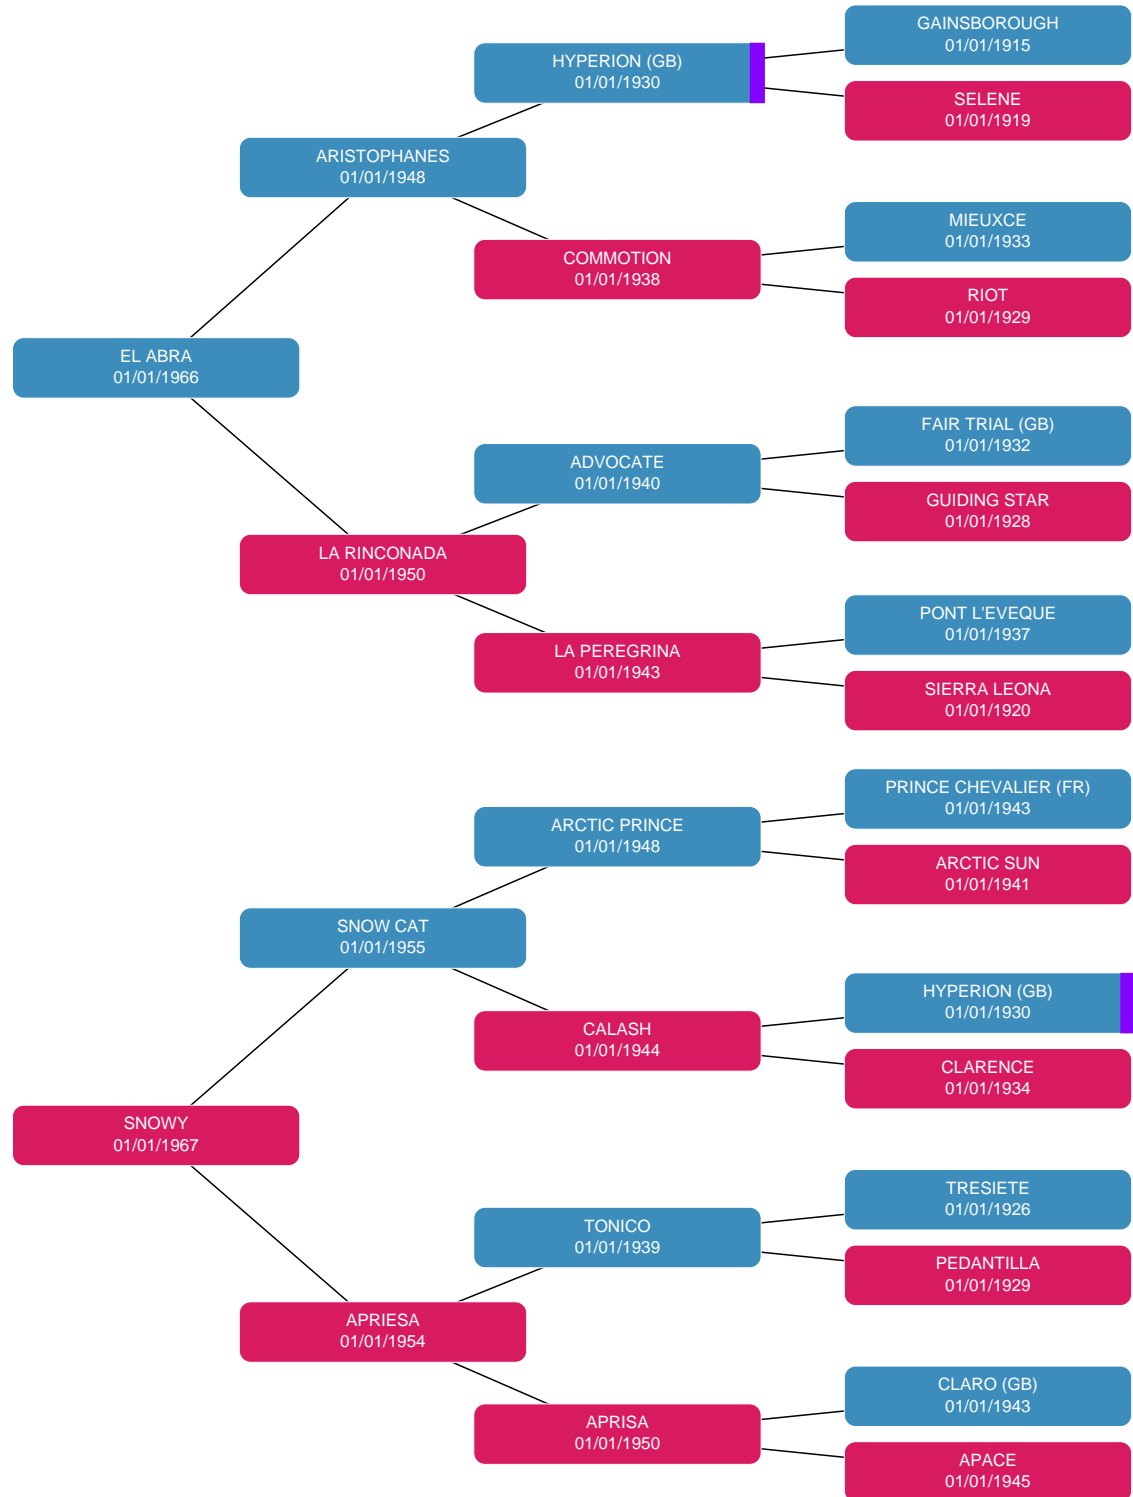 GAINSBOROUGH
01/01/1915
HYPERION (GB)
01/01/1930
SELENE
01/01/1919
ARISTOPHANES
01/01/1948
MIEUXCE
01/01/1933
COMMOTION
01/01/1938
RIOT
01/01/1929
EL ABRA
01/01/1966
FAIR TRIAL (GB)
01/01/1932
ADVOCATE
01/01/1940
GUIDING STAR
01/01/1928
LA RINCONADA
01/01/1950
PONT L'EVEQUE
01/01/1937
LA PEREGRINA
01/01/1943
SIERRA LEONA
01/01/1920
PRINCE CHEVALIER (FR)
01/01/1943
ARCTIC PRINCE
01/01/1948
ARCTIC SUN
01/01/1941
SNOW CAT
01/01/1955
HYPERION (GB)
01/01/1930
CALASH
01/01/1944
CLARENCE
01/01/1934
SNOWY
01/01/1967
TRESIETE
01/01/1926
TONICO
01/01/1939
PEDANTILLA
01/01/1929
APRIESA
01/01/1954
CLARO (GB)
01/01/1943
APRISA
01/01/1950
APACE
01/01/1945